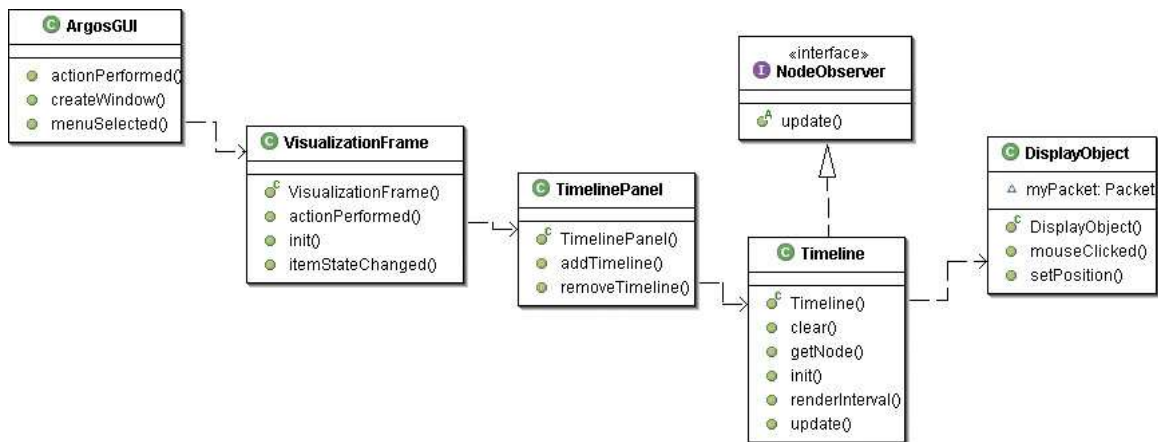 C ArgosGUI
actionPerformed()
createWindow()
menuSelected()
C VisualizationFrame
C VisualizationFrame()
actionPerformed()
init()
itemStateChanged()
C TimelinePanel
C TimelinePanel()
addTimeline()
removeTimeline()
«interface»
I NodeObserver
A update()
C Timeline
C Timeline()
clear()
getNode()
init()
renderInterval()
update()
C DisplayObject
myPacket: Packet
C DisplayObject()
mouseClicked()
setPosition()